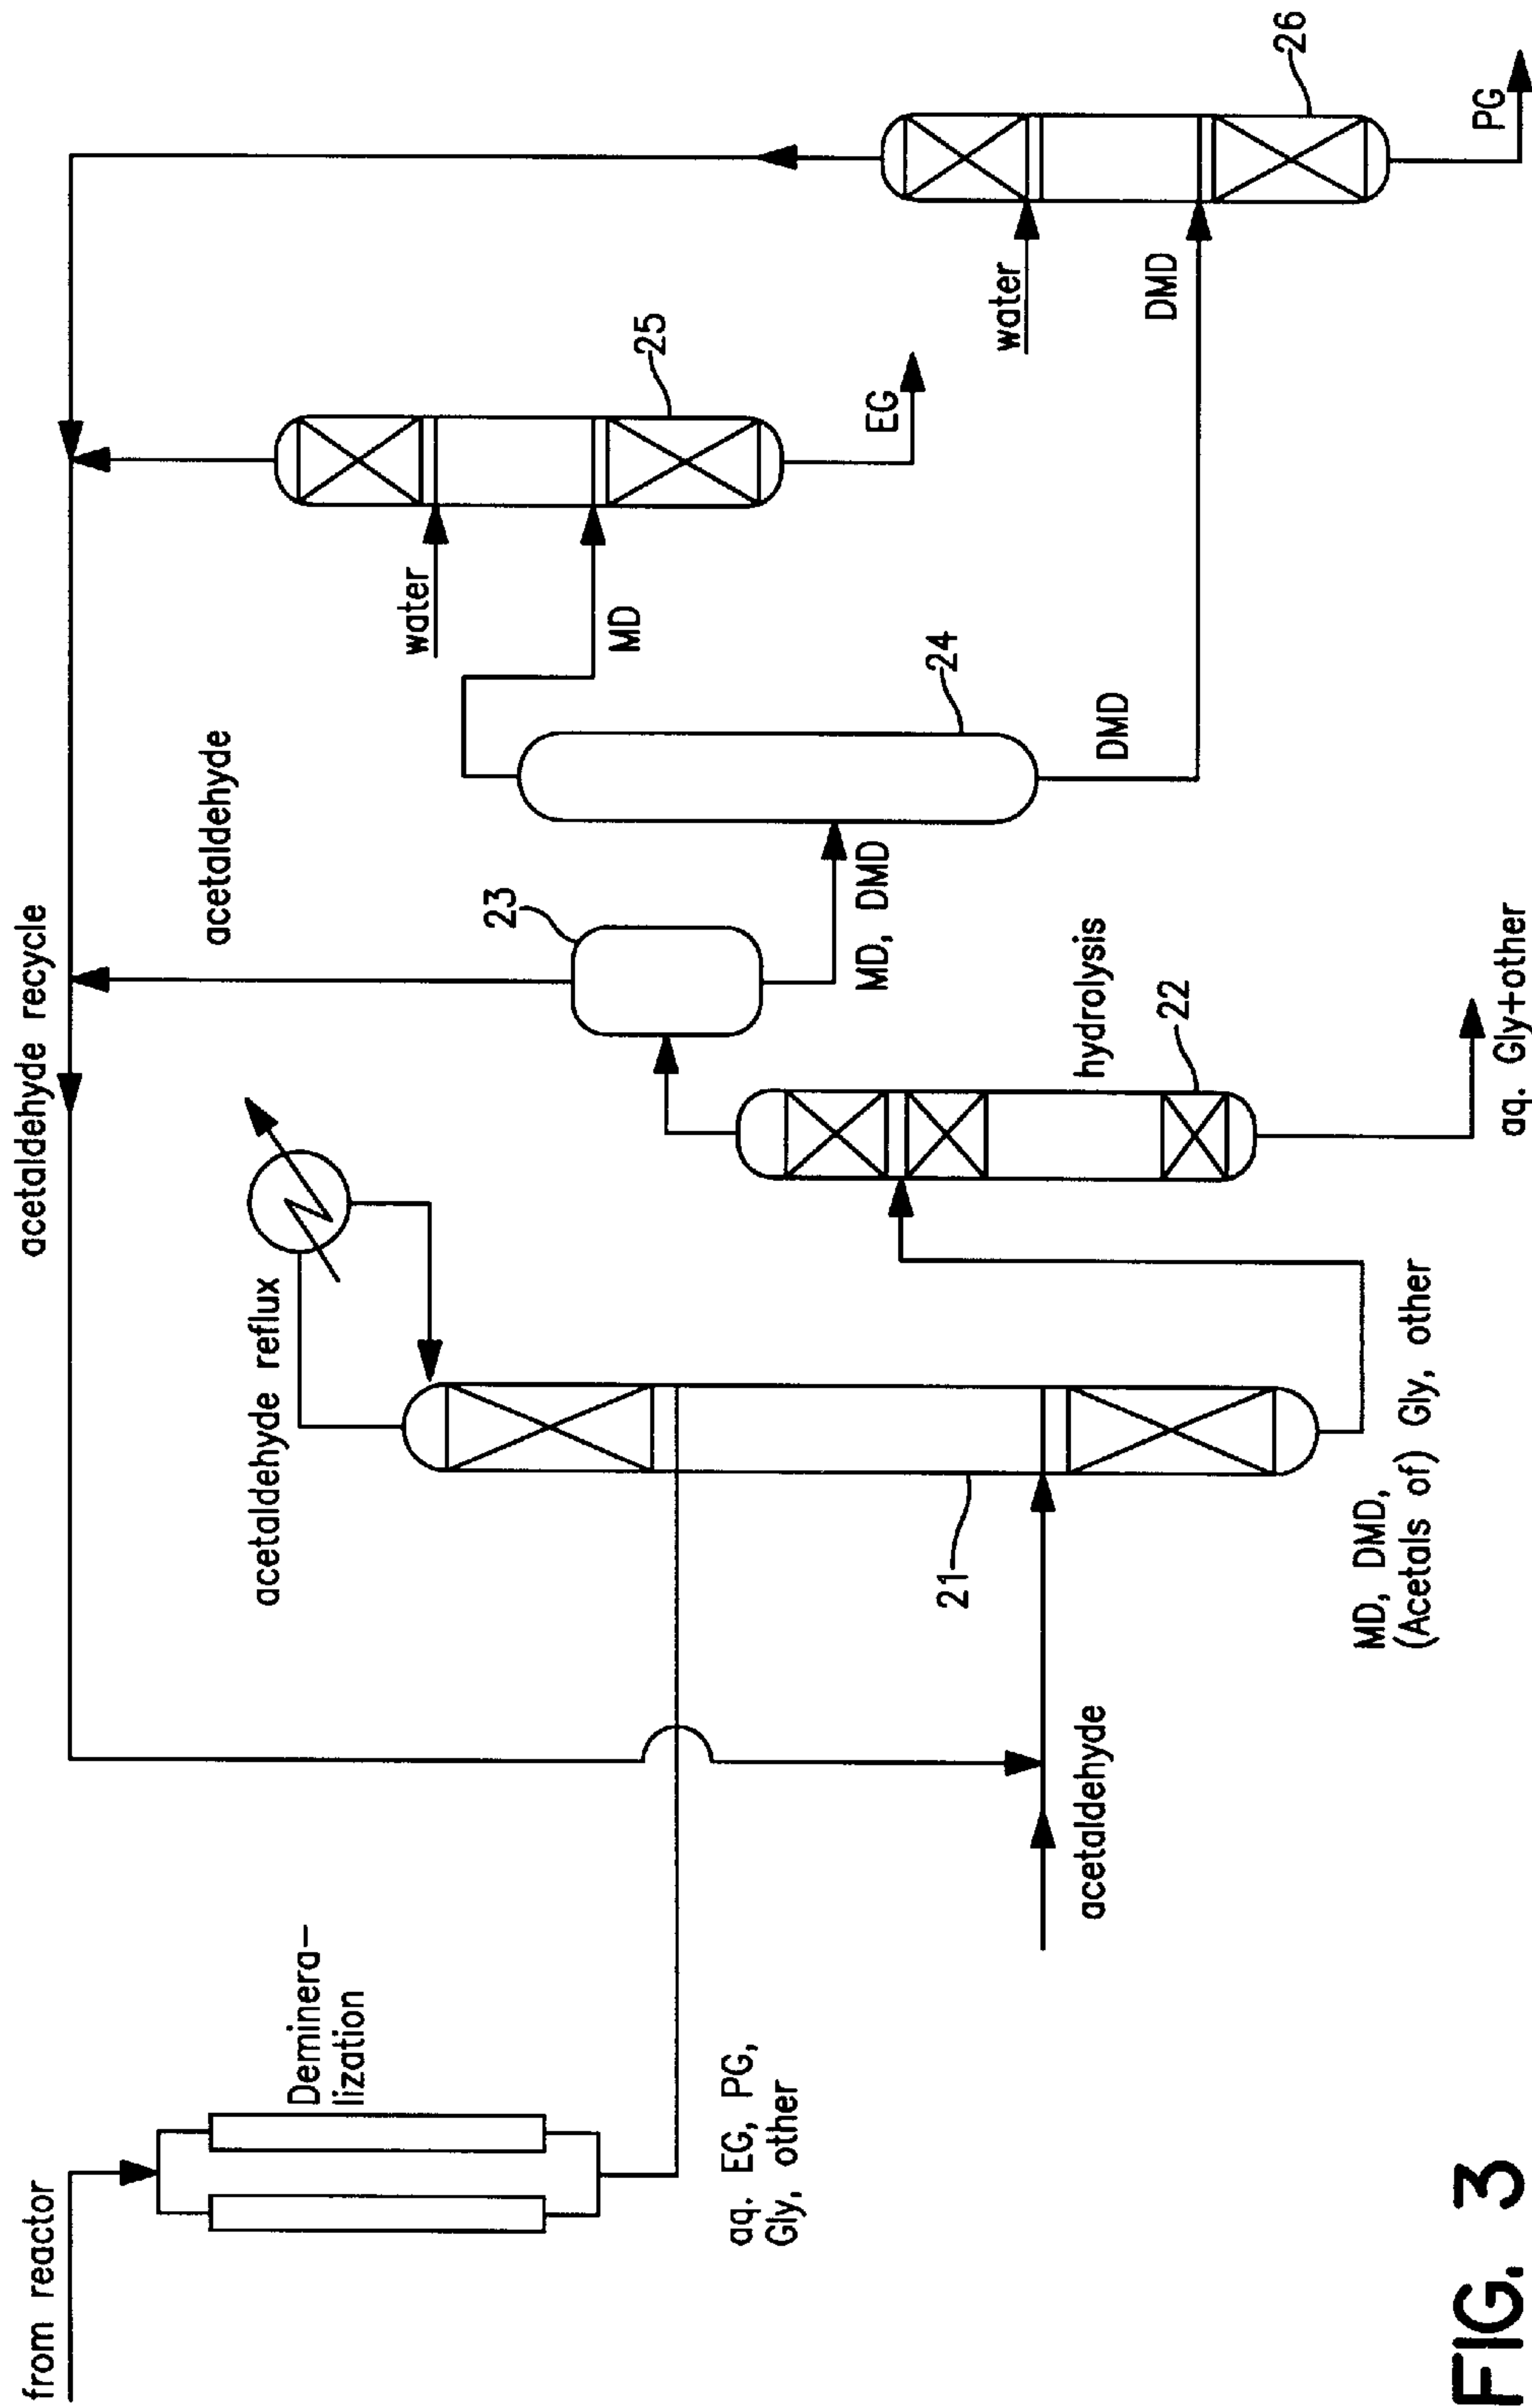 from reactor
Deminera-
lization
aq. EG, PG,
Gly, other
acetaldehyde
acetaldehyde recycle
acetaldehyde reflux
21
MD, DMD,
(Acetals of) Gly, other
hydrolysis
22
aq. Gly+other
23
acetaldehyde
MD, DMD
24
DMD
water
MD
25
EG
water
DMD
26
PG
FIG. 3